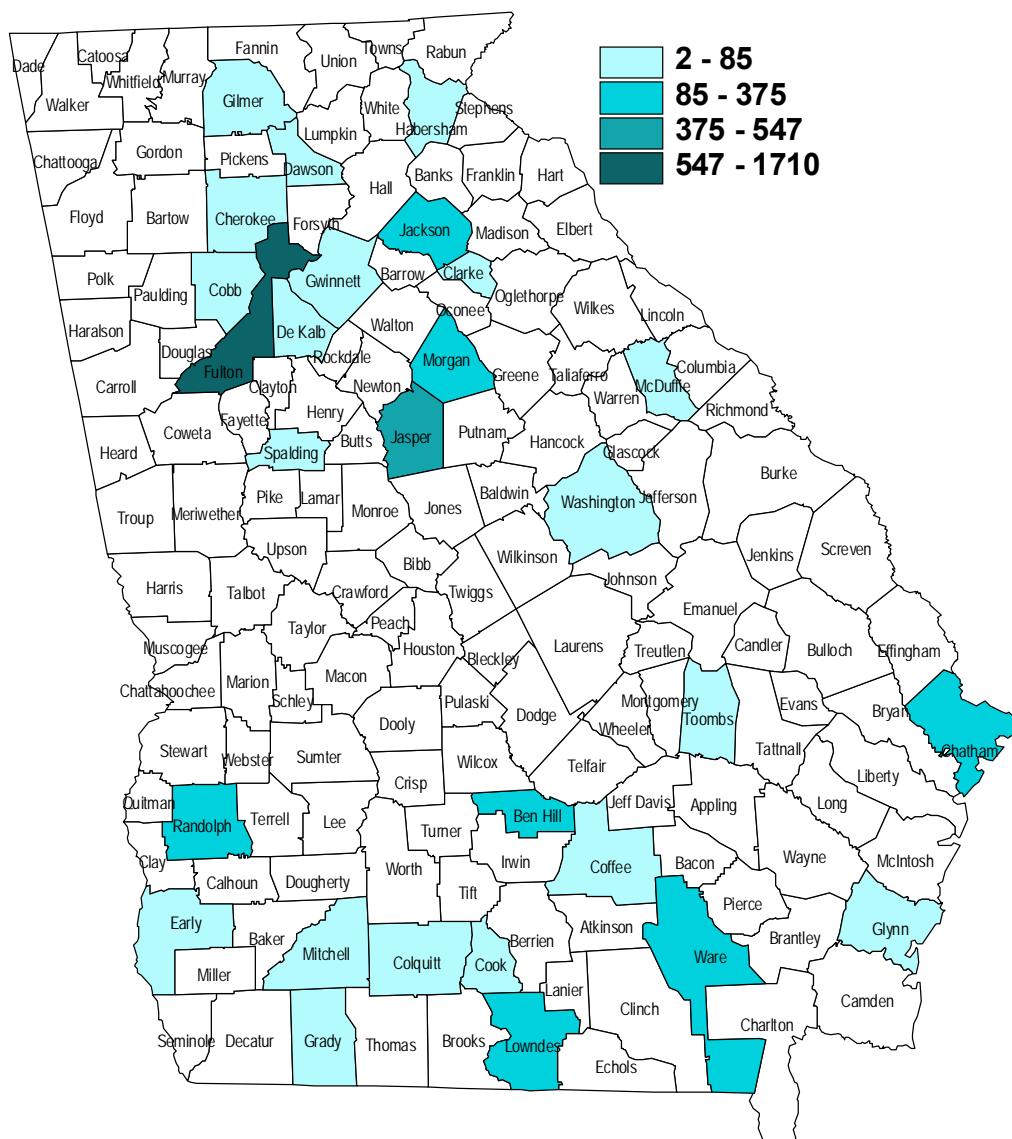 Dade
Catoosa
Whitfield
Murray
Fannin
Union
Towns
Rabun
2 - 85
85 - 375
375 - 547
547 - 1710
Walker
Gilmer
Lumpkin
White
Habersham
Stephens
Chattooga
Gordon
Pickens
Dawson
Hall
Banks
Franklin
Hart
Floyd
Bartow
Cherokee
Forsyth
Jackson
Madison
Elbert
Polk
Paulding
Cobb
Gwinnett
Barrow
Clarke
Oglethorpe
Oconee
Wilkes
Lincoln
Haralson
Douglas
Fulton
De Kalb
Rockdale
Walton
Morgan
Greene
Taliaferro
McDuffie
Columbia
Carroll
Clayton
Newton
Warren
Richmond
Fayette
Henry
Coweta
Heard
Spalding
Butts
Jasper
Putnam
Hancock
Glascock
Burke
Troup
Meriwether
Pike
Lamar
Monroe
Jones
Baldwin
Washington
Jefferson
Upson
Bibb
Wilkinson
Jenkins
Screven
Harris
Talbot
Crawford
Twiggs
Johnson
Emanuel
Muscogee
Taylor
Peach
Houston
Bleckley
Laurens
Treutlen
Candler
Bulloch
Effingham
Chattahoochee
Marion
Schley
Macon
Pulaski
Dodge
Montgomery
Wheeler
Toombs
Evans
Bryan
Stewart
Webster
Sumter
Dooly
Wilcox
Telfair
Tattnall
Chatham
Liberty
Quitman
Randolph
Terrell
Lee
Crisp
Turner
Ben Hill
Jeff Davis
Appling
Long
Clay
Calhoun
Dougherty
Worth
Tift
Irwin
Coffee
Bacon
Wayne
McIntosh
Early
Baker
Mitchell
Colquitt
Cook
Berrien
Atkinson
Pierce
Brantley
Glynn
Miller
Lanier
Ware
Clinch
Camden
Charlton
Seminole
Decatur
Grady
Thomas
Brooks
Lowndes
Echols